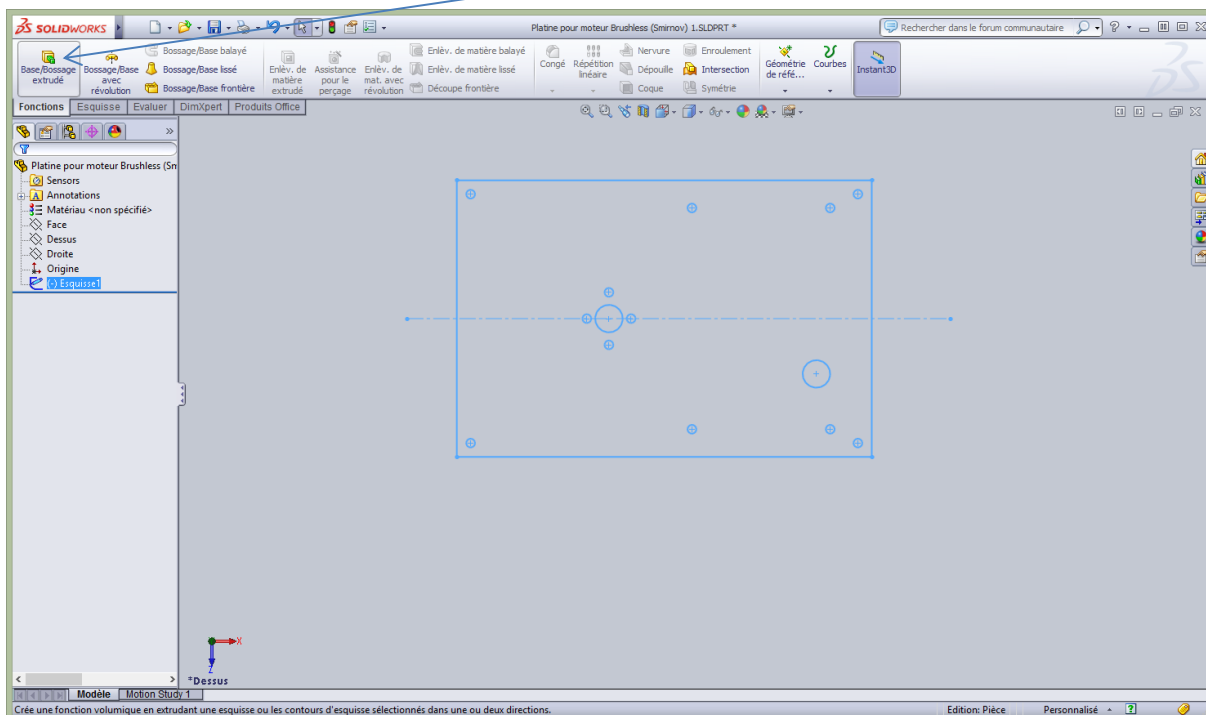 SOLIDWORKS
Platine pour moteur Brushless (Smirnov) 1.SLDPRT *
Rechercher dans le forum communautaire
Base/Bossage extrudé
Bossage/Base avec révolution
Bossage/Base balayé
Bossage/Base lissé
Bossage/Base frontière
Enlèv. de matière extrudé
Assistance pour le perçage
Enlèv. de mat. avec révolution
Enlèv. de matière balayé
Enlèv. de matière lissé
Découpe frontière
Congé
Répétition linéaire
Nervure
Dépouille
Coque
Enroulement
Intersection
Symétrie
Géométrie de réfé...
Courbes
Instant3D
Fonctions Esquisse Evaluer DimXpert Produits Office
Platine pour moteur Brushless (Sm
Sensors
Annotations
Matériau <non spécifié>
Face
Dessus
Droite
Origine
(-) Esquisse1
X
Z
*Dessus
Modèle Motion Study 1
Crée une fonction volumique en extrudant une esquisse ou les contours d'esquisse sélectionnés dans une ou deux directions.
Edition: Pièce
Personnalisé